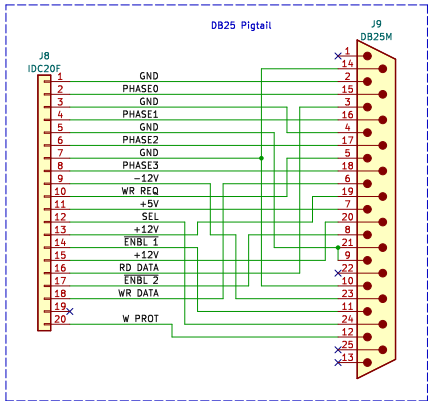 DB25 Pigtail
J8
IDC20F
J9
DB25M
1 GND
2 PHASE0
3 GND
4 PHASE1
5 GND
6 PHASE2
7 GND
8 PHASE3
9 -12V
10 WR REQ
11 +5V
12 SEL
13 +12V
14 ENBL 1
15 +12V
16 RD DATA
17 ENBL 2
18 WR DATA
19
20 W PROT
1
14
2
15
3
16
4
17
5
18
6
19
7
20
8
21
9
22
10
23
11
24
12
25
13